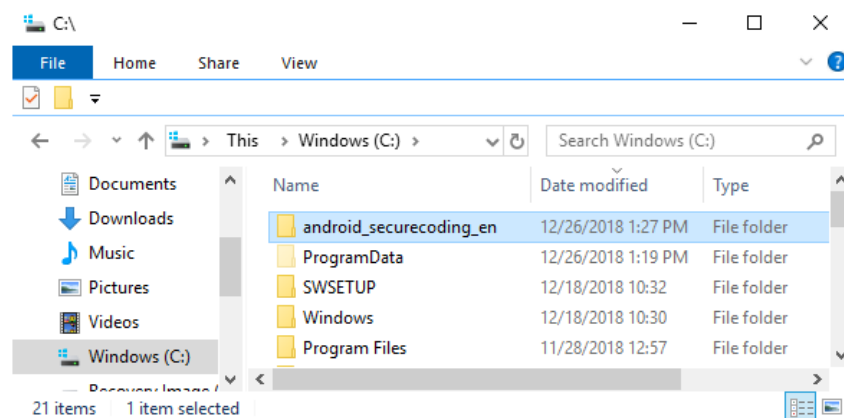 C:\
File Home Share View
This > Windows (C:) > Search Windows (C:)
Documents
Downloads
Music
Pictures
Videos
Windows (C:)
Recovery Image (
Name Date modified Type
android_securecoding_en 12/26/2018 1:27 PM File folder
ProgramData 12/26/2018 1:19 PM File folder
SWSETUP 12/18/2018 10:32 File folder
Windows 12/18/2018 10:30 File folder
Program Files 11/28/2018 12:57 File folder
21 items 1 item selected